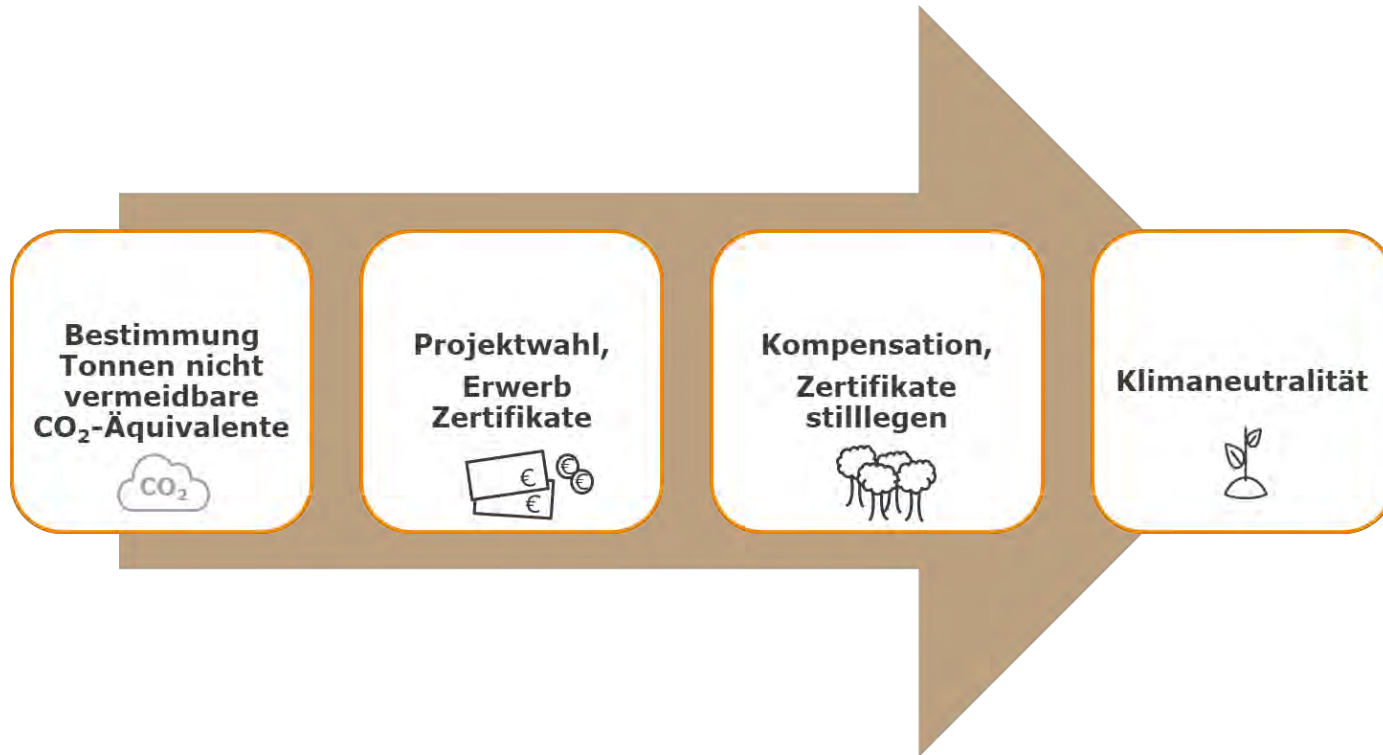 Bestimmung
Tonnen nicht
vermeidbare
CO₂-Äquivalente
CO₂
Projektwahl,
Erwerb
Zertifikate
€
€
€
€
Kompensation,
Zertifikate
stilllegen
Klimaneutralität